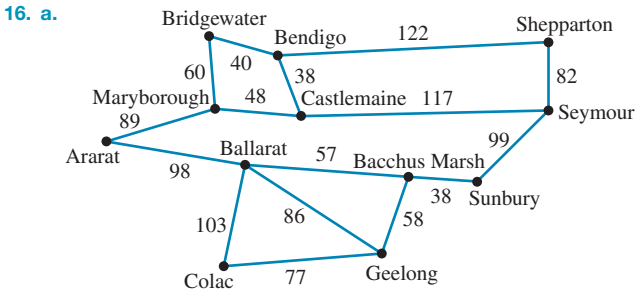 16. a.
Bridgewater
Bendigo
122
Shepparton
40
60
38
82
Maryborough
48
Castlemaine
117
Seymour
89
Ararat
98
Ballarat
57
Bacchus Marsh
99
38
Sunbury
103
86
58
Colac
77
Geelong